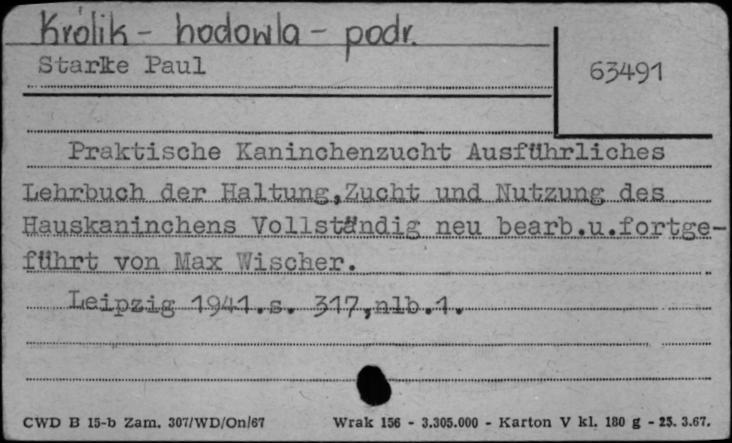 Królik - hodowla - podr.
Starke Paul
63491
Praktische Kaninchenzucht Ausführliches
Lehrbuch der Haltung,Zucht und Nutzung des
Hauskaninchens Vollständig neu bearb.u.fortge-
führt von Max Wischer.
Leipzig 1941.s. 317,nlb.1.
CWD B 15-b Zam. 307/WD/On/67 Wrak 156 - 3.305.000 - Karton V kl. 180 g - 25. 3.67.